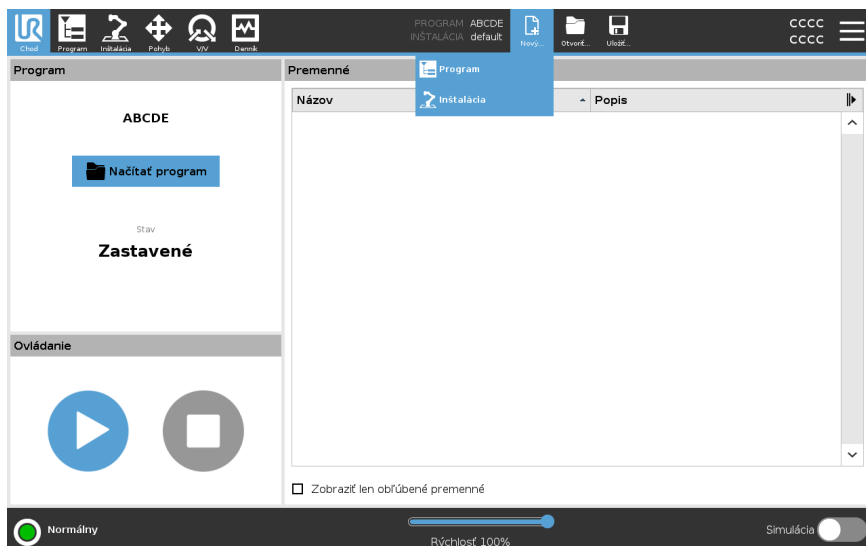 UR
Chod
Program
Inštalácia
Pohyb
V/V
Denník
PROGRAM ABCDE
INŠTALÁCIA default
Nový...
Otvoriť...
Uložiť...
CCCC
CCCC
Program
Inštalácia
Program
Premenné
Názov
Popis
ABCDE
Načítať program
Stav
Zastavené
Ovládanie
Zobraziť len obľúbené premenné
Normálny
Rýchlosť 100%
Simulácia